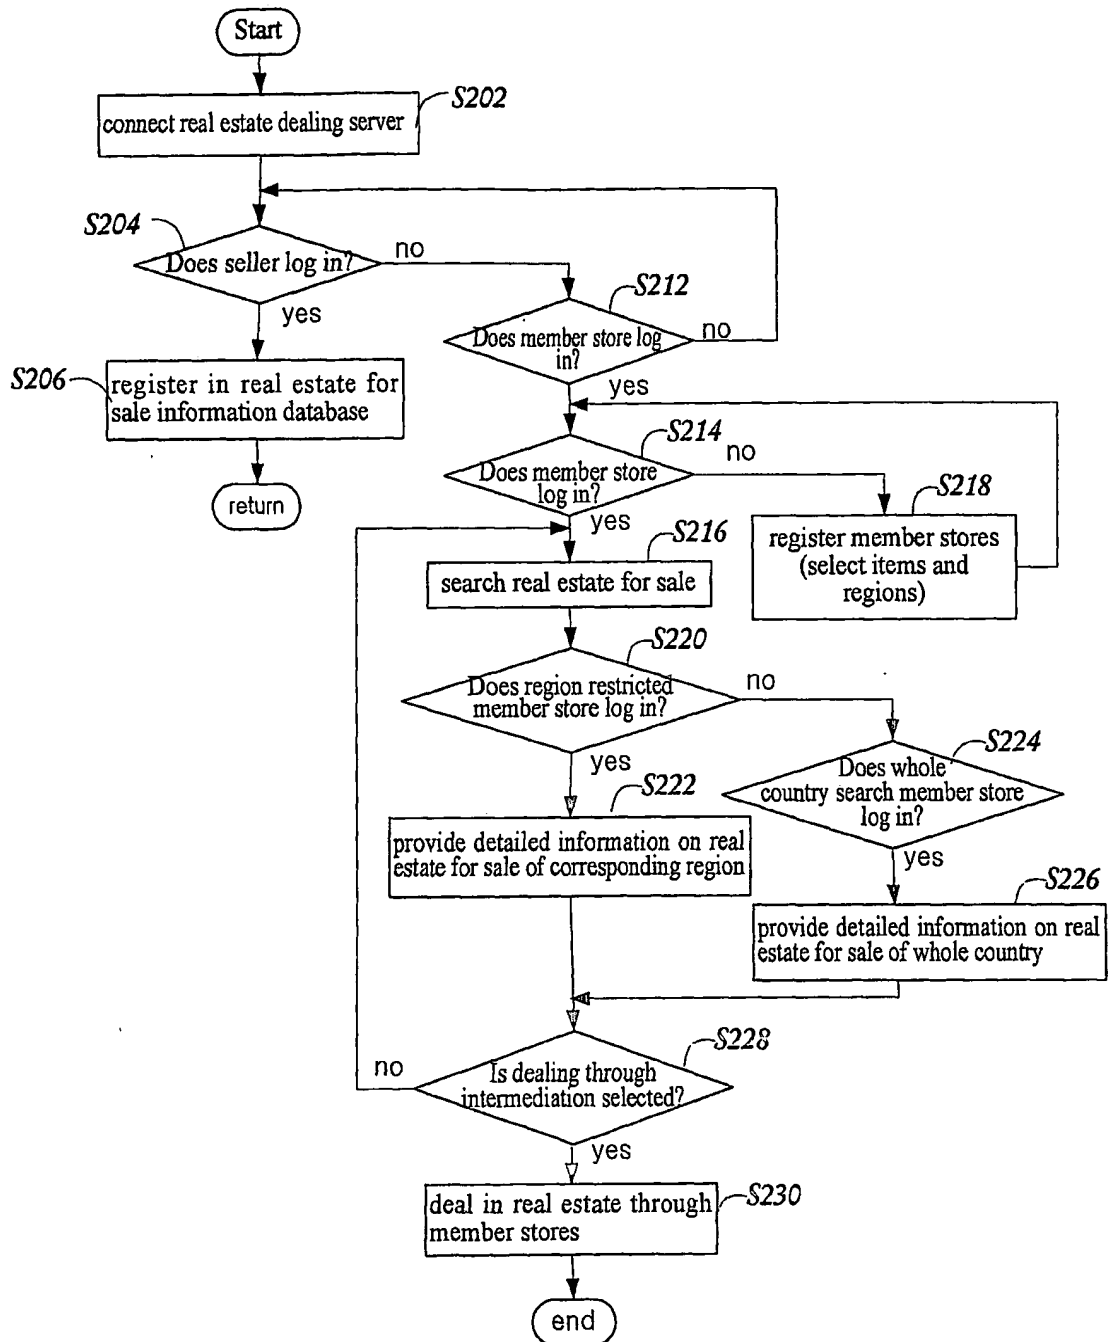 Start
S202
connect real estate dealing server
S204
Does seller log in?
no
yes
S212
Does member store log
in?
no
yes
S206
register in real estate for
sale information database
return
S214
Does member store
log in?
no
yes
S218
register member stores
(select items and
regions)
S216
search real estate for sale
S220
Does region restricted
member store log in?
no
yes
S224
Does whole
country search member store
log in?
yes
S222
provide detailed information on real
estate for sale of corresponding region
S226
provide detailed information on real
estate for sale of whole country
S228
Is dealing through
intermediation selected?
no
yes
S230
deal in real estate through
member stores
end